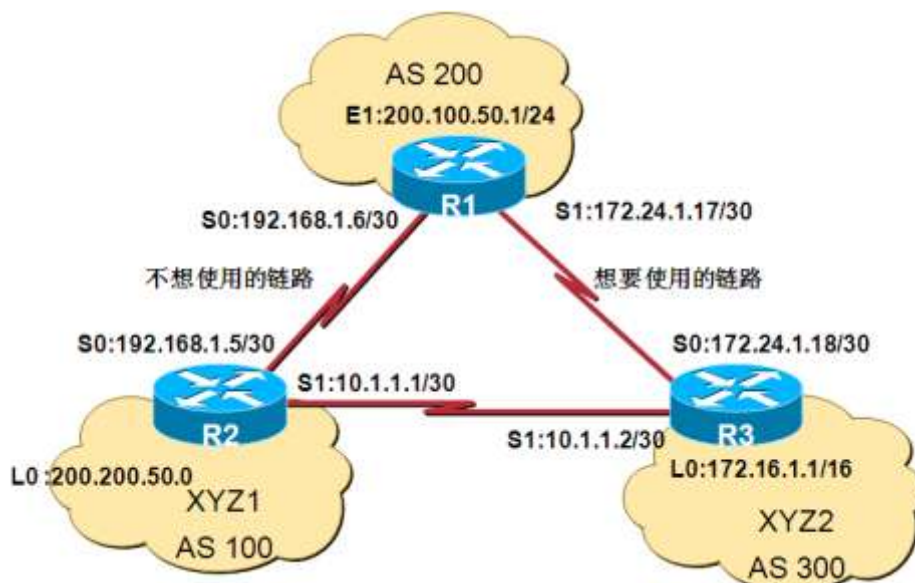 AS 200
E1:200.100.50.1/24
R1
S0:192.168.1.6/30
S1:172.24.1.17/30
不想使用的链路
想要使用的链路
S0:192.168.1.5/30
S0:172.24.1.18/30
S1:10.1.1.1/30
R2
R3
S1:10.1.1.2/30
L0:200.200.50.0
L0:172.16.1.1/16
XYZ1
XYZ2
AS 100
AS 300